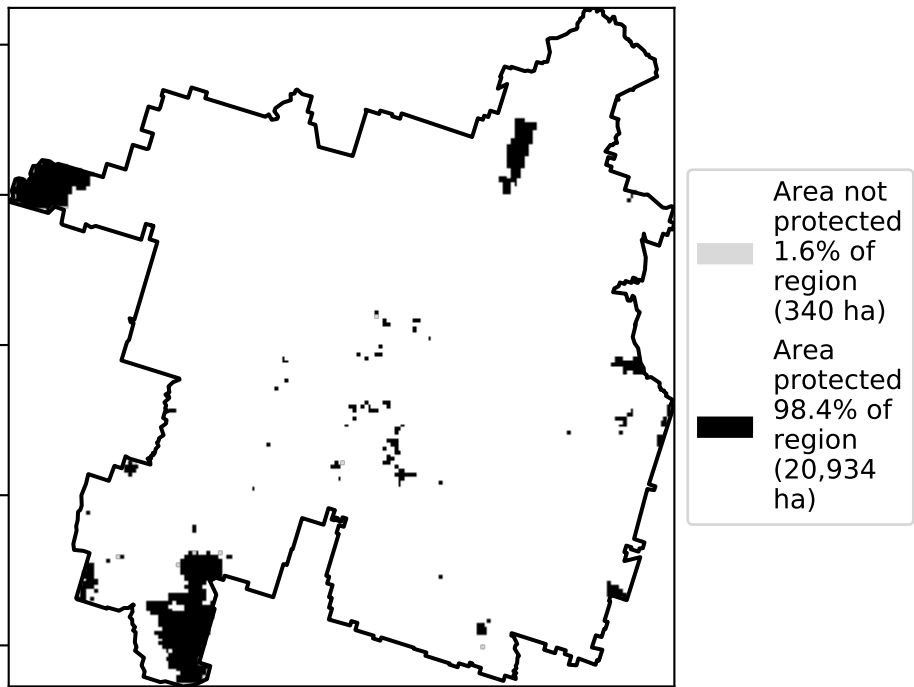 Area not
protected
1.6% of
region
(340 ha)
Area
protected
98.4% of
region
(20,934
ha)